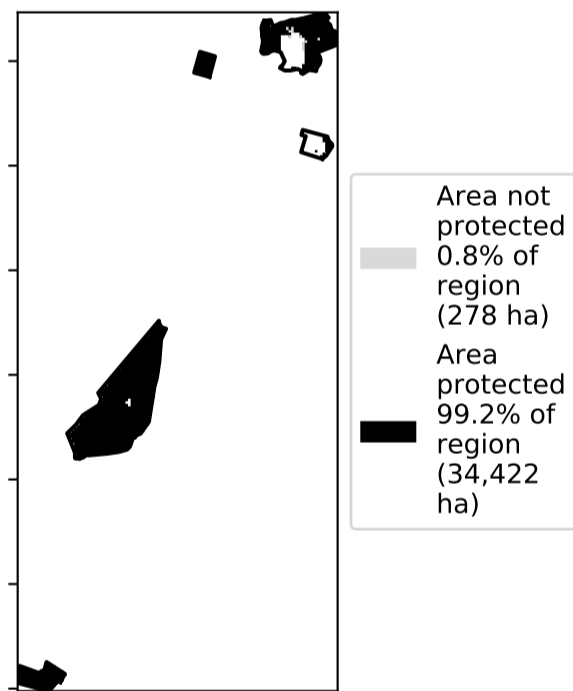 Area not
protected
0.8% of
region
(278 ha)
Area
protected
99.2% of
region
(34,422
ha)